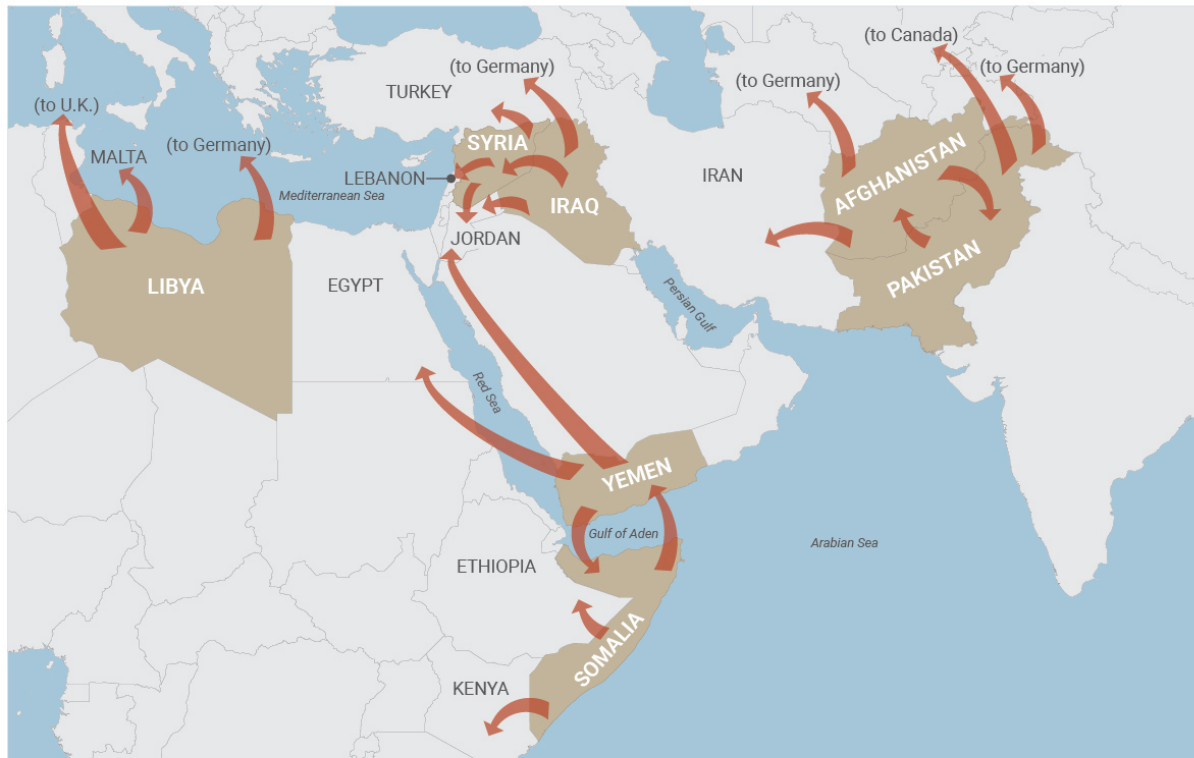 (to Canada)
(to Germany)
(to Germany)
(to Germany)
TURKEY
(to U.K.)
SYRIA
(to Germany)
MALTA
LEBANON
IRAN
AFGHANISTAN
Mediterranean Sea
IRAQ
JORDAN
PAKISTAN
LIBYA
EGYPT
Persian Gulf
Red Sea
YEMEN
Gulf of Aden
Arabian Sea
ETHIOPIA
SOMALIA
KENYA